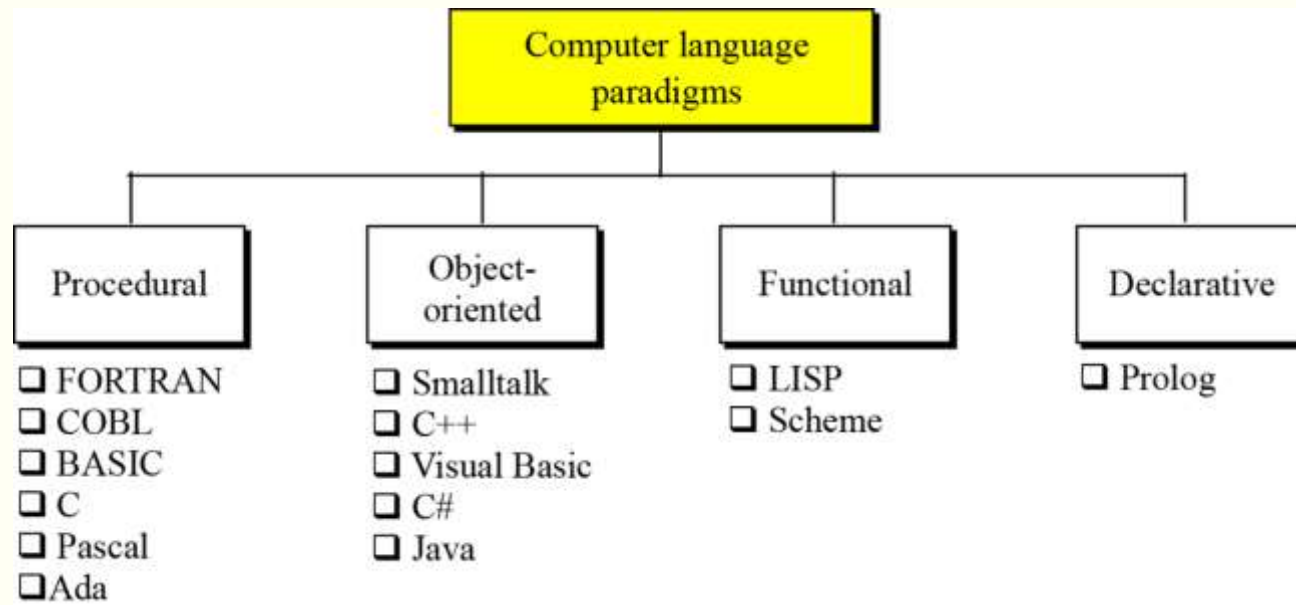 Computer language
paradigms
Procedural
Object-
oriented
Functional
Declarative
❑ FORTRAN
❑ COBL
❑ BASIC
❑ C
❑ Pascal
❑Ada
❑ Smalltalk
❑ C++
❑ Visual Basic
❑ C#
❑ Java
❑ LISP
❑ Scheme
❑ Prolog